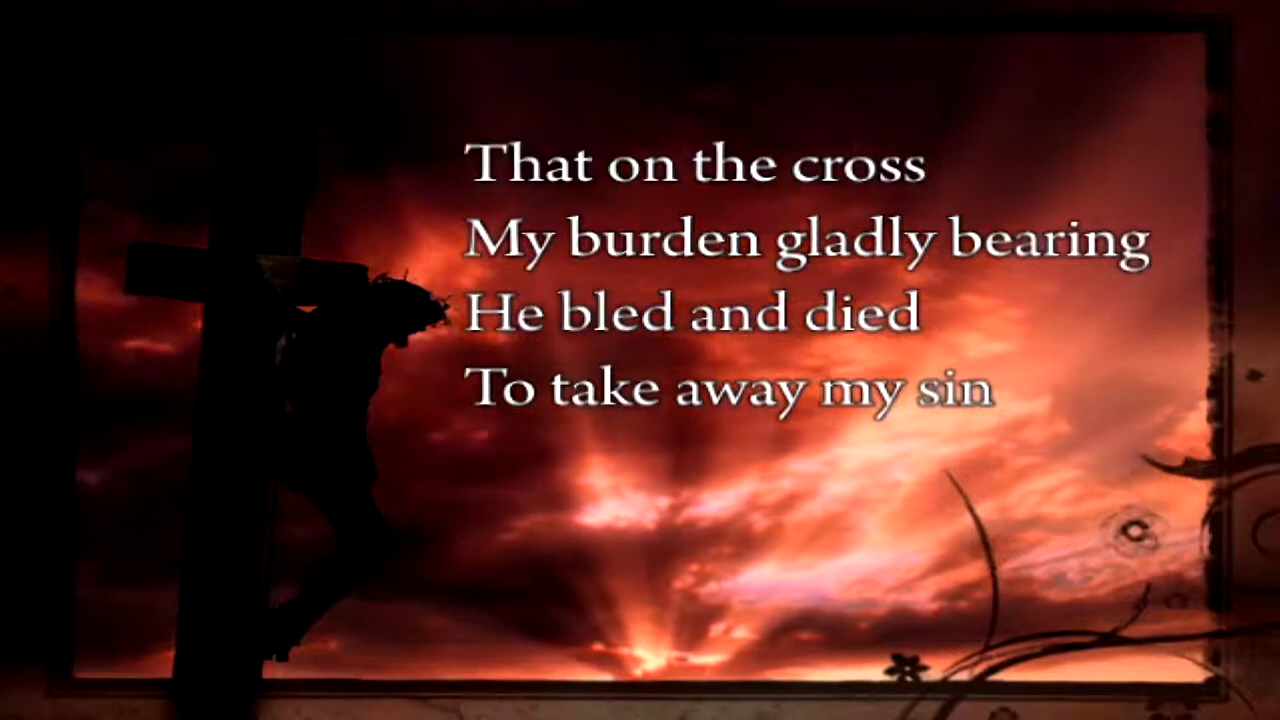 That on the cross
My burden gladly bearing
He bled and died
To take away my sin